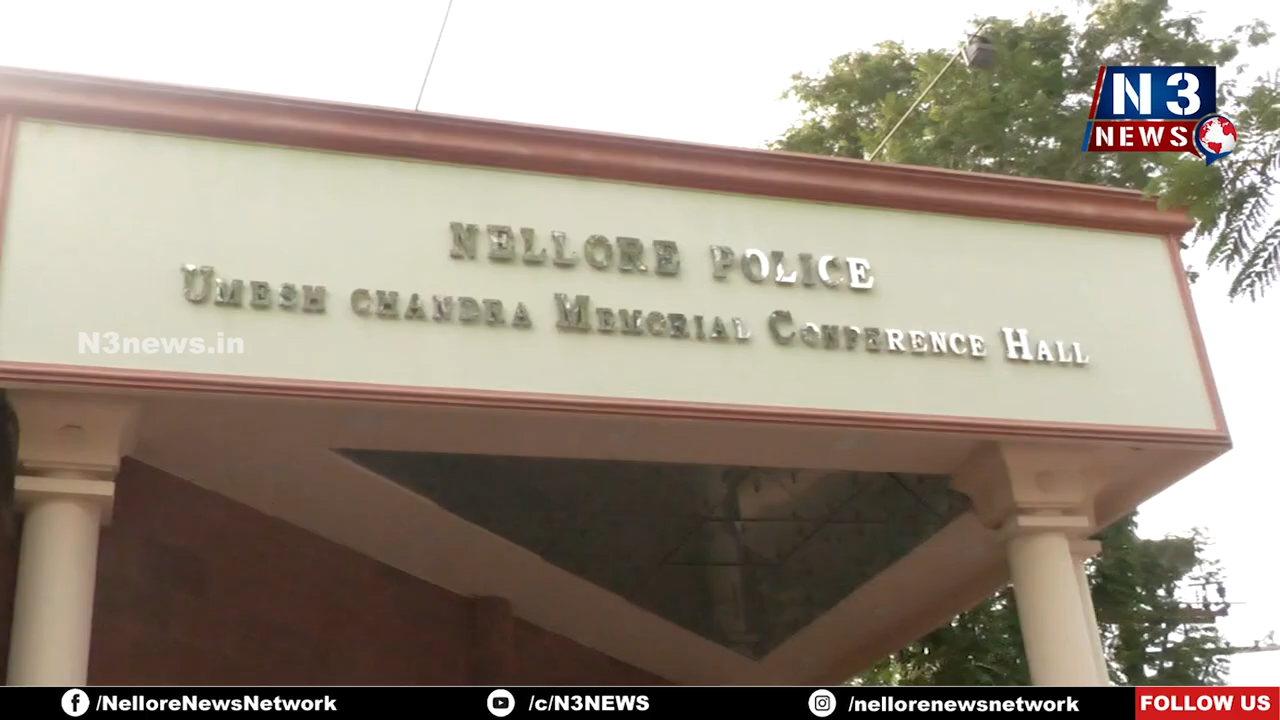 N3
NEWS
NELLORE POLICE
UMESH CHANDRA MEMORIAL CONFERENCE HALL
N3news.in
/NelloreNewsNetwork
/c/N3NEWS
/nellorenewsnetwork
FOLLOW US